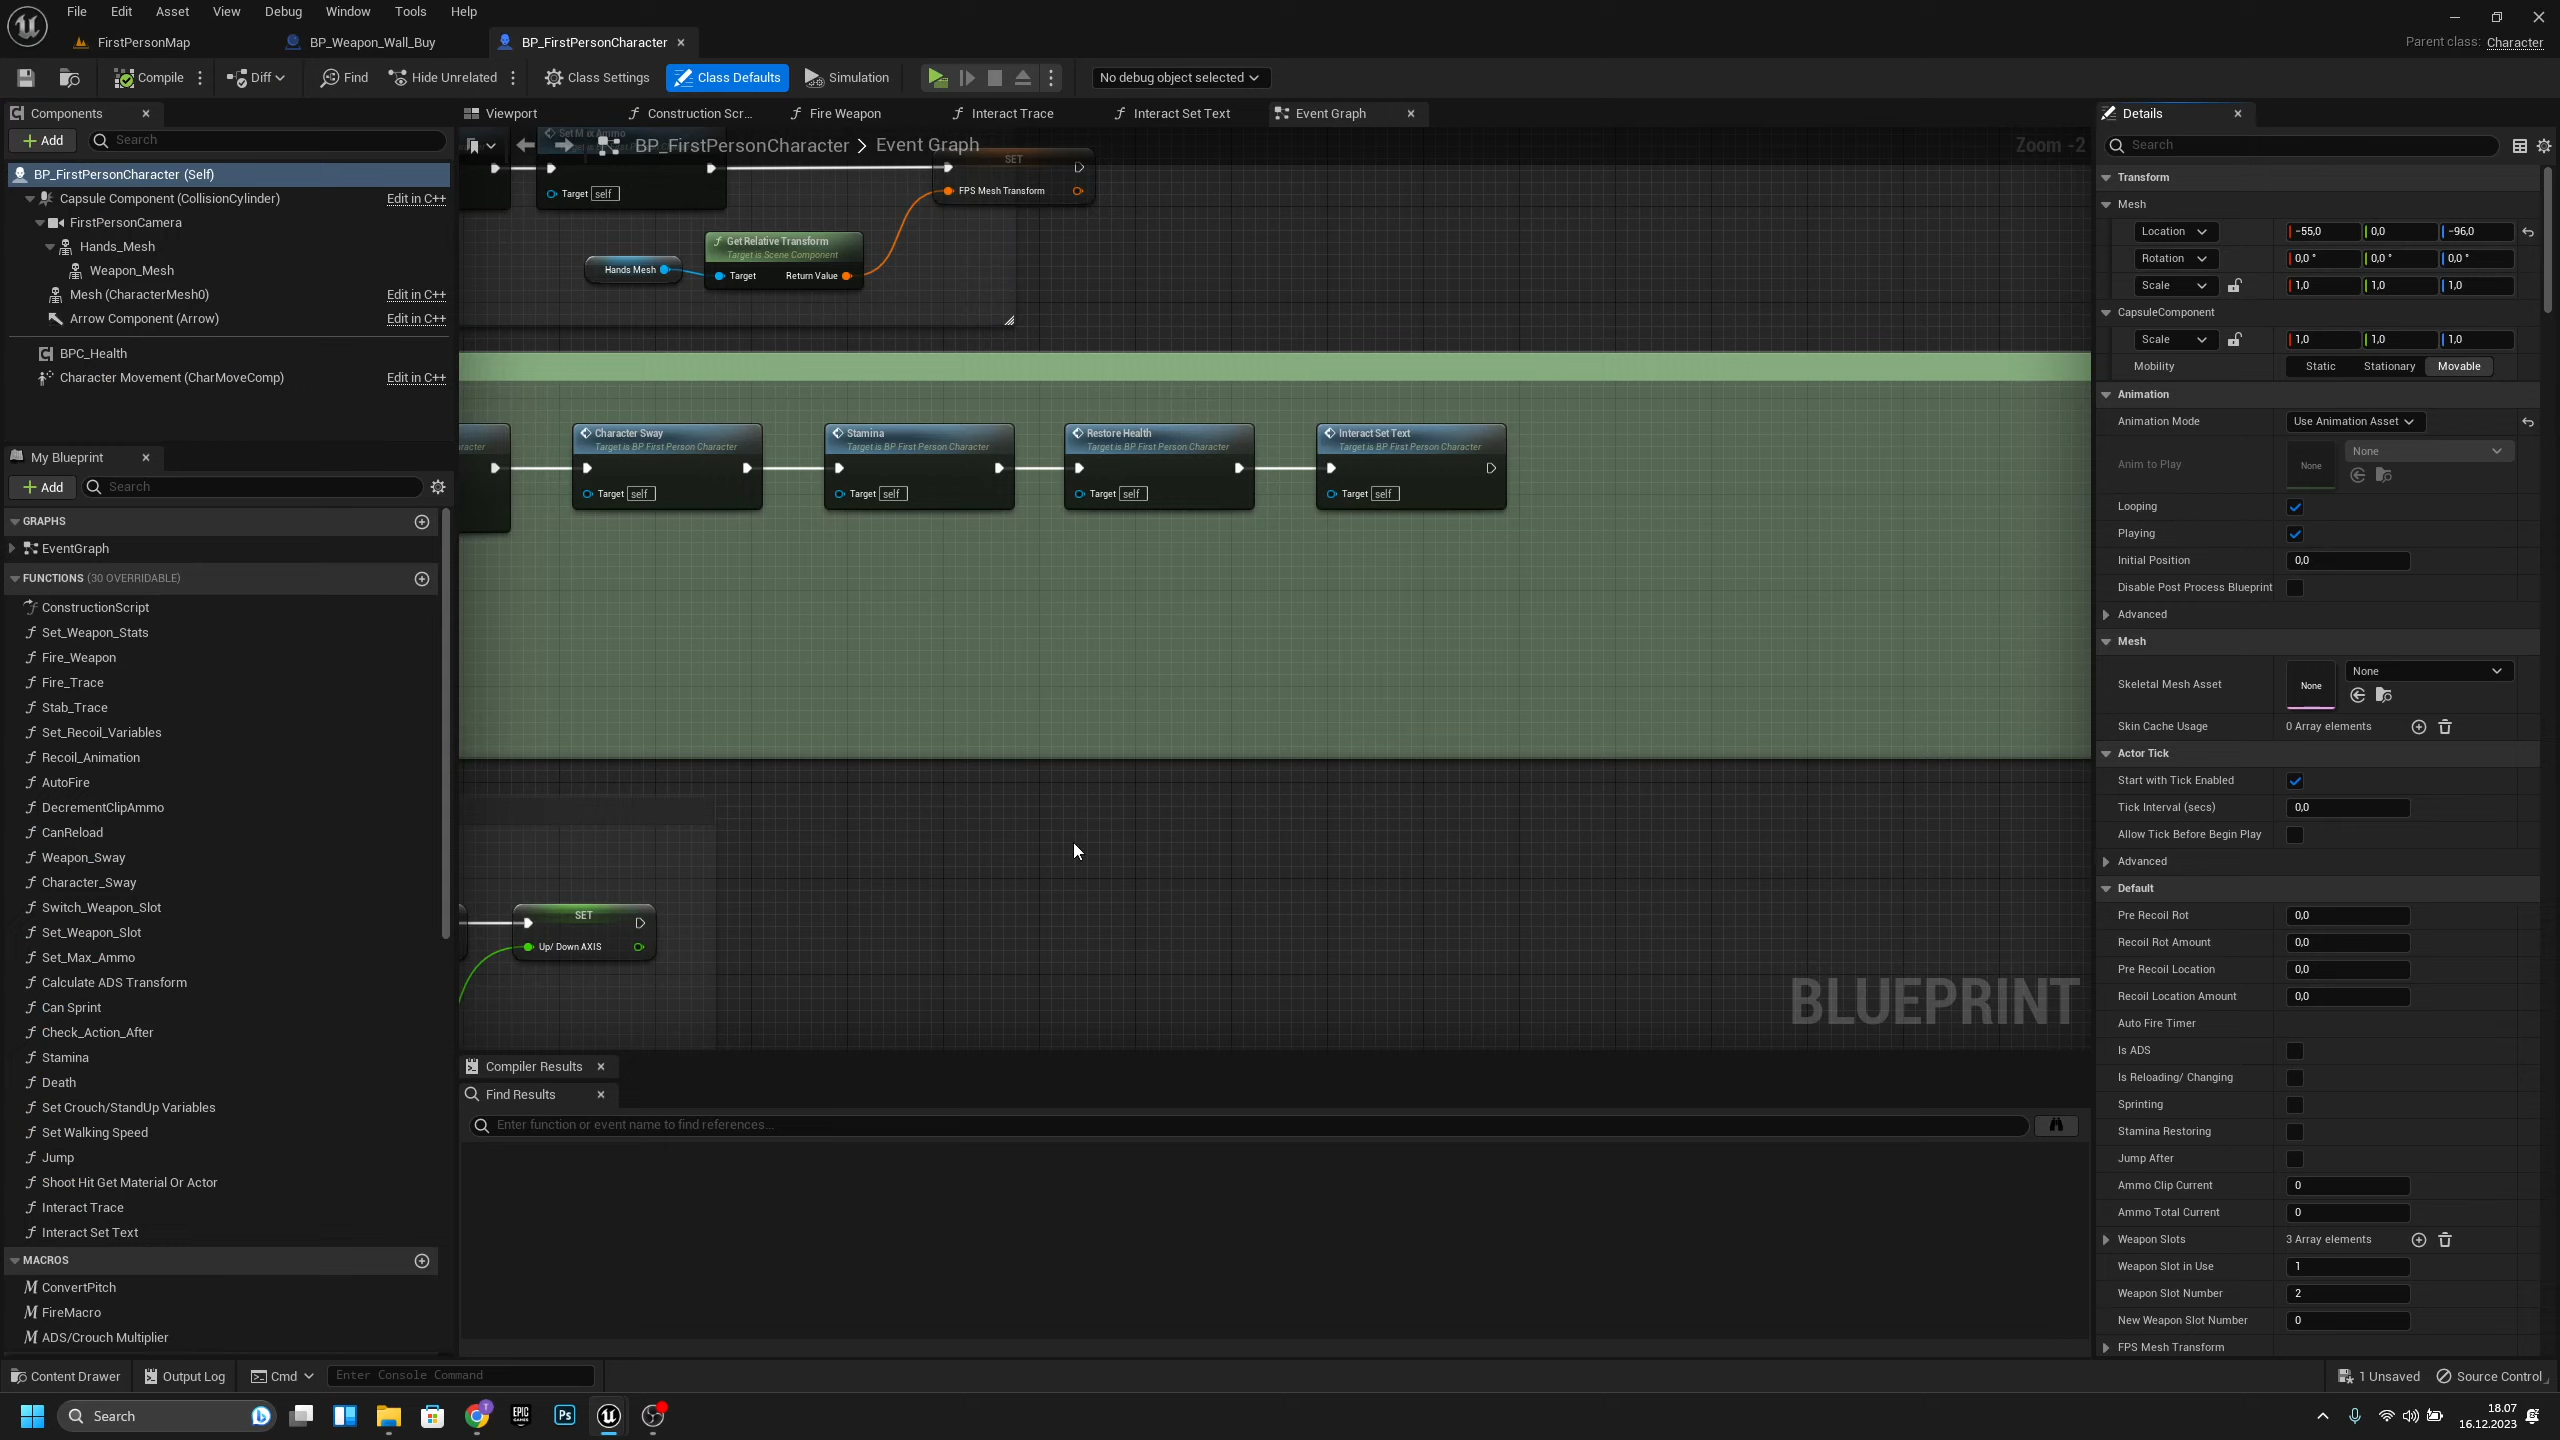 File Edit View Asset Debug Window Tools Help
FirstPersonMap BP_Weapon_Wall_Buy BP_FirstPersonCharacter
Parent class: Character
Compile Diff Find Hide Unrelated Class Settings Class Defaults Simulation No debug object selected
Components
Add Search
BP_FirstPersonCharacter (Self)
Capsule Component (CollisionCylinder) Edit in C++
FirstPersonCamera
Hands_Mesh
Weapon_Mesh
Mesh (CharacterMesh0) Edit in C++
Arrow Component (Arrow) Edit in C++
BPC_Health
Character Movement (CharMoveComp) Edit in C++
My Blueprint
Add Search
GRAPHS
EventGraph
FUNCTIONS (30 OVERRIDABLE)
ConstructionScript
Set_Weapon_Stats
Fire_Weapon
Fire_Trace
Stab_Trace
Set_Recoil_Variables
Recoil_Animation
AutoFire
DecrementClipAmmo
CanReload
Weapon_Sway
Character_Sway
Switch_Weapon_Slot
Set_Weapon_Slot
Set_Max_Ammo
Calculate ADS Transform
Can Sprint
Check_Action_After
Stamina
Death
Set Crouch/StandUp Variables
Set Walking Speed
Jump
Shoot Hit Get Material Or Actor
Interact Trace
Interact Set Text
MACROS
ConvertPitch
FireMacro
ADS/Crouch Multiplier
Viewport Construction Scr... Fire Weapon Interact Trace Interact Set Text Event Graph
BP_FirstPersonCharacter > Event Graph
Zoom -2
Target self
SET
FPS Mesh Transform
Get Relative Transform
Target is Scene Component
Hands Mesh
Target Return Value
Character Sway
Target is BP First Person Character
Target self
Stamina
Target is BP First Person Character
Target self
Restore Health
Target is BP First Person Character
Target self
Interact Set Text
Target is BP First Person Character
Target self
SET
Up/ Down AXIS
BLUEPRINT
Compiler Results
Find Results
Enter function or event name to find references...
Details
Search
Transform
Mesh
Location -55,0 0,0 -96,0
Rotation 0,0 ° 0,0 ° 0,0 °
Scale 1,0 1,0 1,0
CapsuleComponent
Scale 1,0 1,0 1,0
Mobility Static Stationary Movable
Animation
Animation Mode Use Animation Asset
Anim to Play None None
Looping
Playing
Initial Position 0,0
Disable Post Process Blueprint
Advanced
Mesh
Skeletal Mesh Asset None None
Skin Cache Usage 0 Array elements
Actor Tick
Start with Tick Enabled
Tick Interval (secs) 0,0
Allow Tick Before Begin Play
Advanced
Default
Pre Recoil Rot 0,0
Recoil Rot Amount 0,0
Pre Recoil Location 0,0
Recoil Location Amount 0,0
Auto Fire Timer
Is ADS
Is Reloading/ Changing
Sprinting
Stamina Restoring
Jump After
Ammo Clip Current 0
Ammo Total Current 0
Weapon Slots 3 Array elements
Weapon Slot in Use 1
Weapon Slot Number 2
New Weapon Slot Number 0
FPS Mesh Transform
Content Drawer Output Log Cmd Enter Console Command
1 Unsaved Source Control
Search
EPIC GAMES
Ps
18.07
16.12.2023